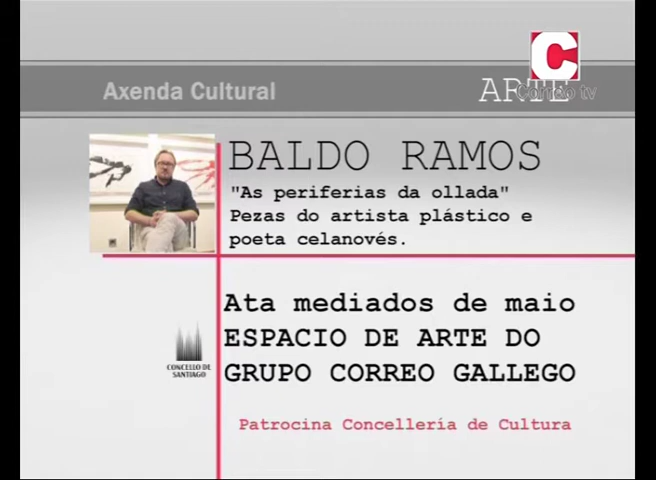 Axenda Cultural
ARTE
Correo tv
BALDO RAMOS
"As periferias da ollada"
Pezas do artista plástico e
poeta celanovés.
Ata mediados de maio
ESPACIO DE ARTE DO
GRUPO CORREO GALLEGO
CONCELLO DE
SANTIAGO
Patrocina Concellería de Cultura